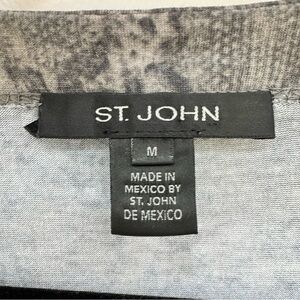 ST. JOHN
M
MADE IN
MEXICO BY
ST. JOHN
DE MEXICO